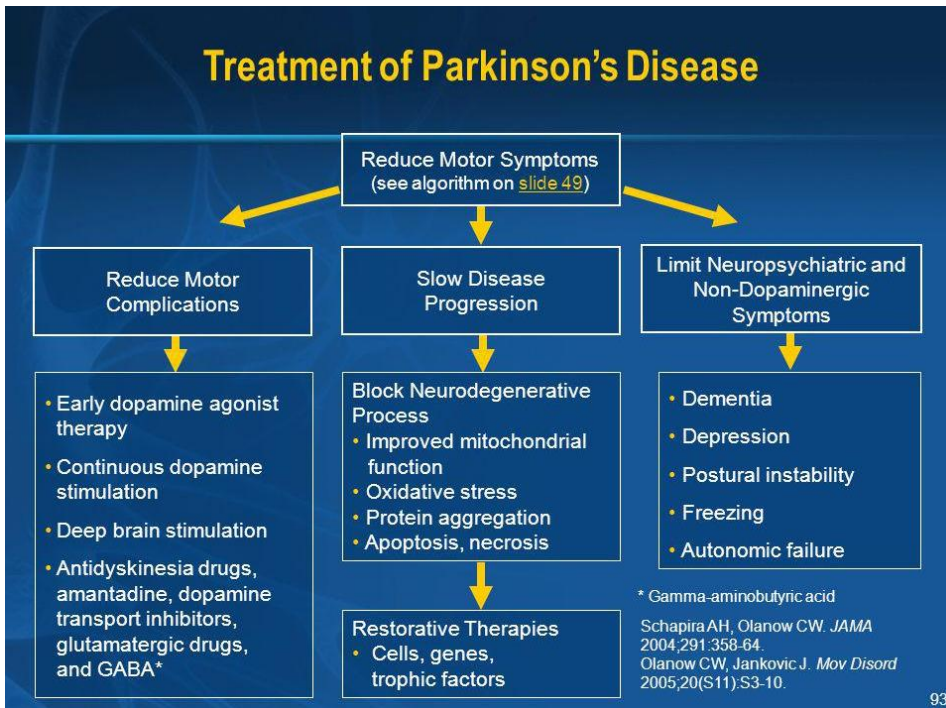 Treatment of Parkinson's Disease
Reduce Motor Symptoms
(see algorithm on slide 49)
Reduce Motor
Complications
Slow Disease
Progression
Limit Neuropsychiatric and
Non-Dopaminergic
Symptoms
• Early dopamine agonist
therapy
• Continuous dopamine
stimulation
• Deep brain stimulation
• Antidyskinesia drugs,
amantadine, dopamine
transport inhibitors,
glutamatergic drugs,
and GABA*
Block Neurodegenerative
Process
• Improved mitochondrial
function
• Oxidative stress
• Protein aggregation
• Apoptosis, necrosis
Restorative Therapies
• Cells, genes,
trophic factors
• Dementia
• Depression
• Postural instability
• Freezing
• Autonomic failure
* Gamma-aminobutyric acid
Schapira AH, Olanow CW. JAMA
2004;291:358-64.
Olanow CW, Jankovic J. Mov Disord
2005;20(S11):S3-10.
93